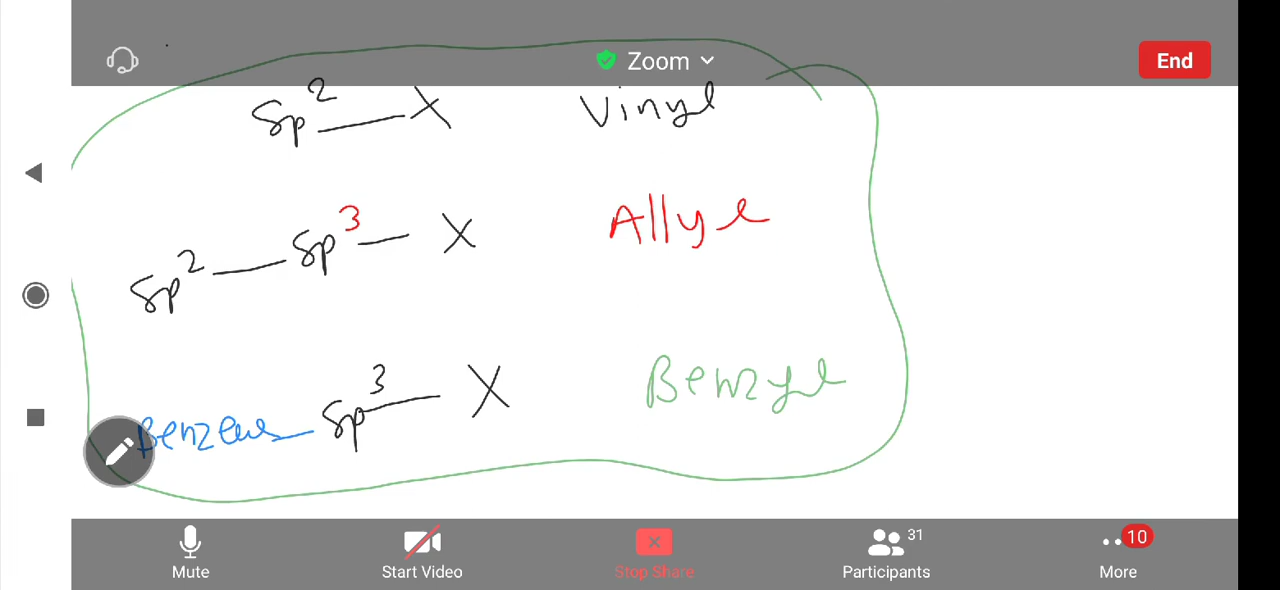 Zoom
End
Sp² — X Vinyl
Sp² — Sp³ — X Allyl
Benzene — Sp³ — X Benzyl
Mute
Start Video
Stop Share
31
Participants
10
More